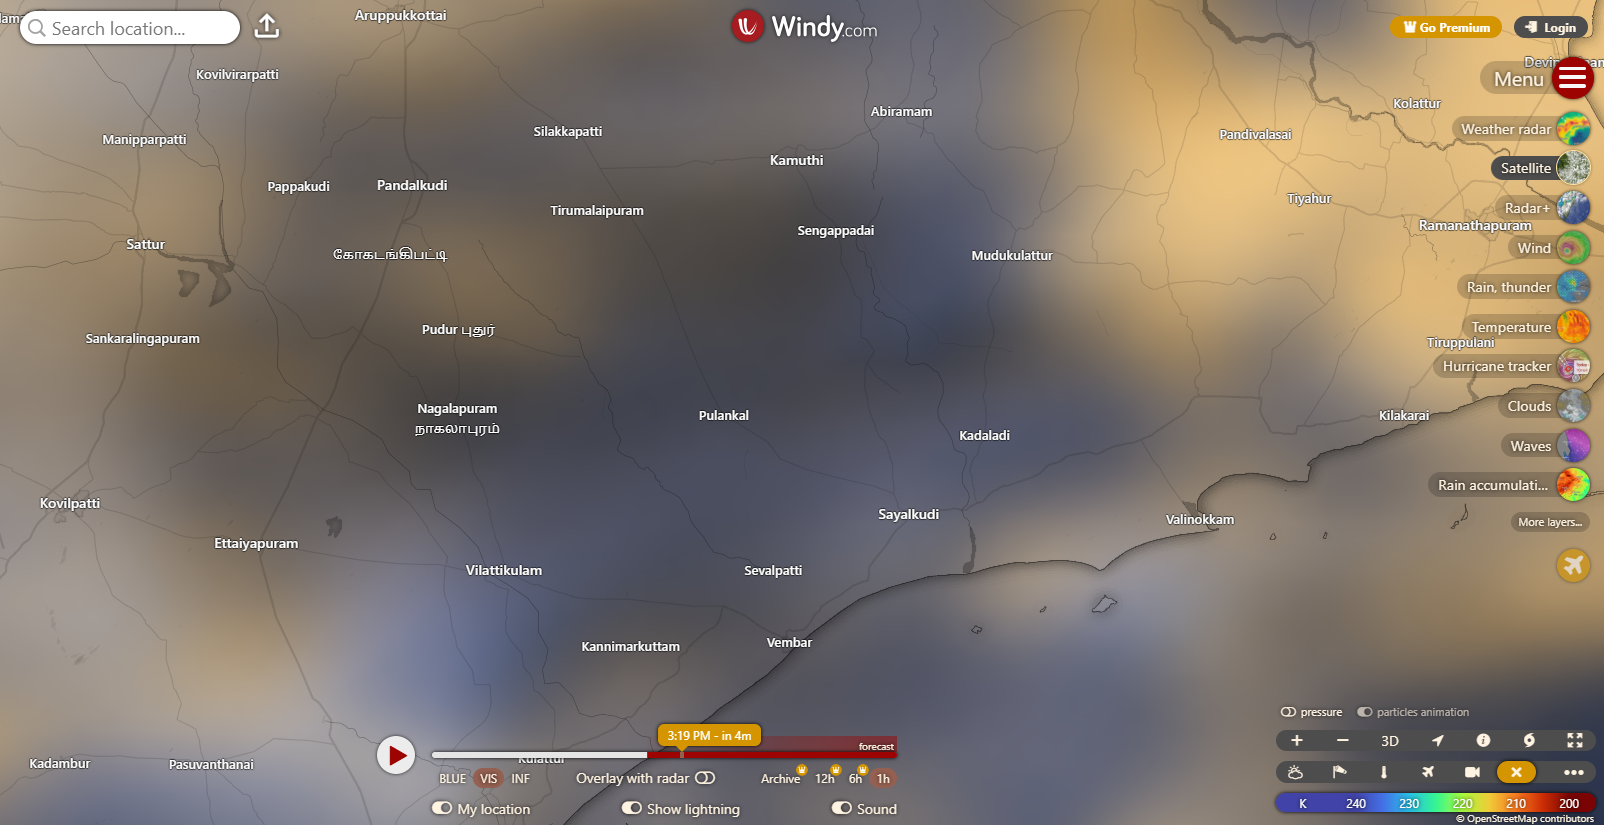 Search location...
Windy.com
Go Premium
Login
Menu
Aruppukkottai
Kovilvirarpatti
Kolattur
Abiramam
Weather radar
Silakkapatti
Pandivalasai
Manipparpatti
Kamuthi
Satellite
Pappakudi
Pandalkudi
Tiyahur
Radar+
Tirumalaipuram
Ramanathapuram
Sengappadai
Sattur
Wind
கோகடங்கிபட்டி
Mudukulattur
Rain, thunder
Temperature
Pudur புதுர்
Sankaralingapuram
Tiruppulani
Hurricane tracker
Clouds
Nagalapuram
நாகலாபுரம்
Pulankal
Kilakarai
Kadaladi
Waves
Rain accumulati...
Kovilpatti
Sayalkudi
Valinokkam
More layers...
Ettaiyapuram
Vilattikulam
Sevalpatti
Kannimarkuttam
Vembar
pressure
particles animation
3:19 PM - in 4m
forecast
3D
Kadambur
Pasuvanthanai
BLUE VIS INF
Overlay with radar
Archive 12h 6h 1h
My location
Show lightning
Sound
K 240 230 220 210 200
© OpenStreetMap contributors